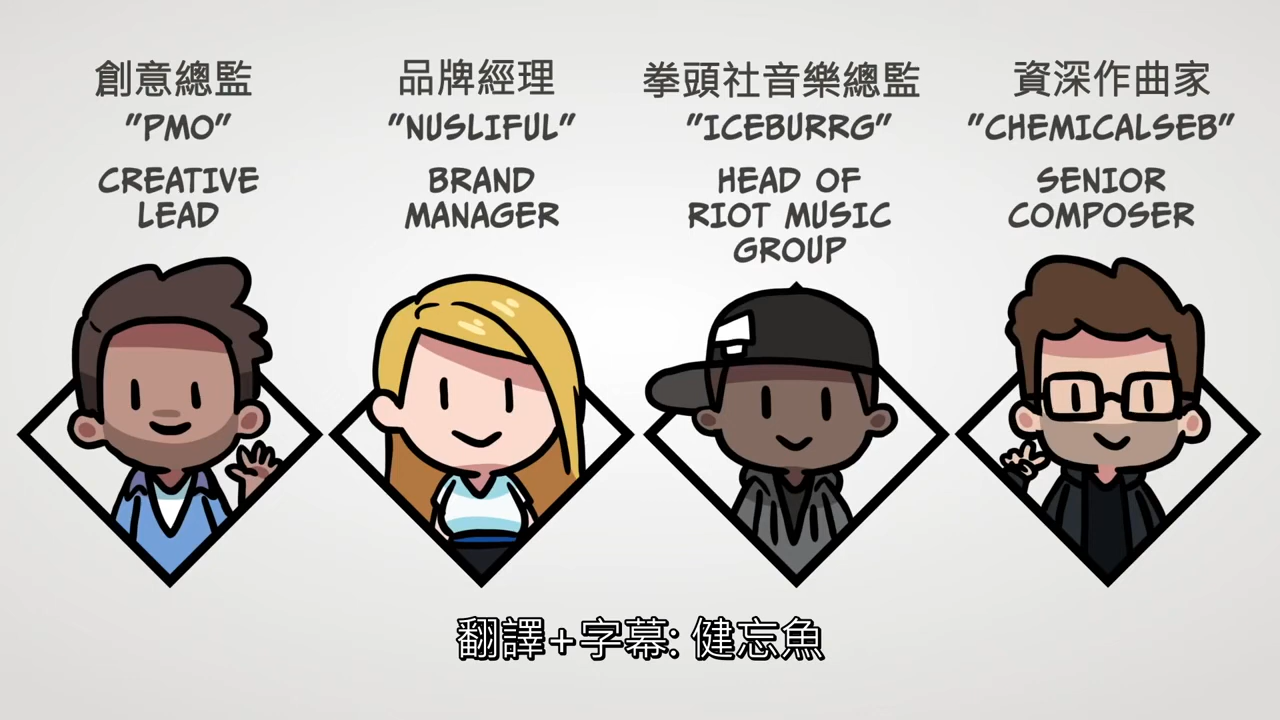 創意總監
"PMO"
CREATIVE
LEAD
品牌經理
"NUSLIFUL"
BRAND
MANAGER
拳頭社音樂總監
"ICEBURRG"
HEAD OF
RIOT MUSIC
GROUP
資深作曲家
"CHEMICALSEB"
SENIOR
COMPOSER
翻譯+字幕: 健忘魚